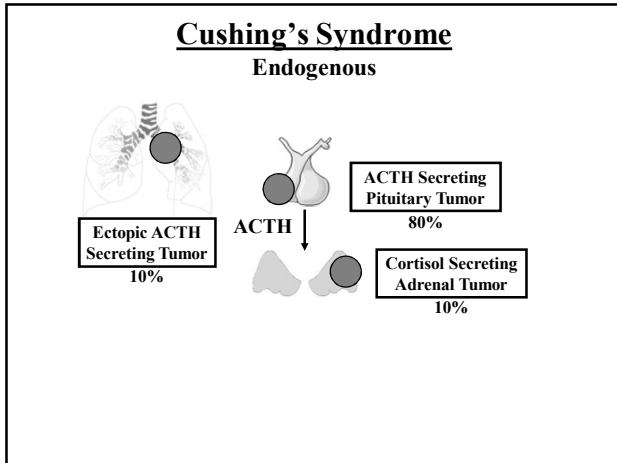 Cushing's Syndrome
Endogenous
ACTH Secreting
Pituitary Tumor
80%
Ectopic ACTH
Secreting Tumor
10%
ACTH
Cortisol Secreting
Adrenal Tumor
10%